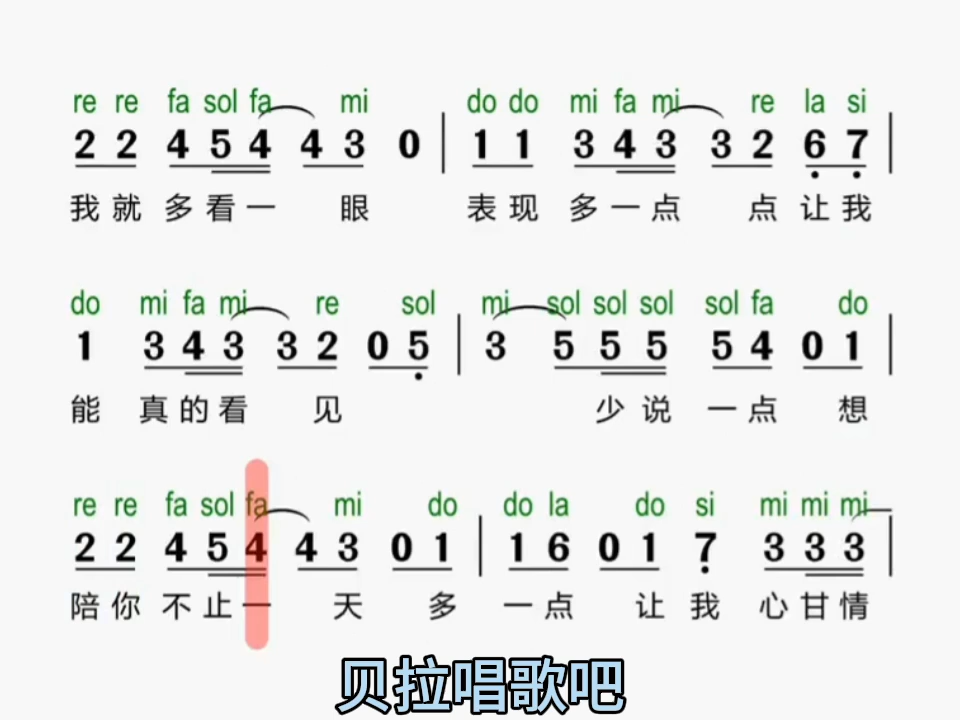 re re fa sol fa mi do do mi fa mi re la si
2 2 4 5 4 4 3 0 | 1 1 3 4 3 3 2 6 7 |
我就多看一眼 表现多一点点让我
do mi fa mi re sol mi sol sol sol sol fa do
1 3 4 3 3 2 0 5 | 3 5 5 5 5 4 0 1 |
能真的看见 少说一点想
re re fa sol fa mi do do la do si mi mi mi
2 2 4 5 4 4 3 0 1 | 1 6 0 1 7 3 3 3 |
陪你不止一天多一点让我心甘情
贝拉唱歌吧